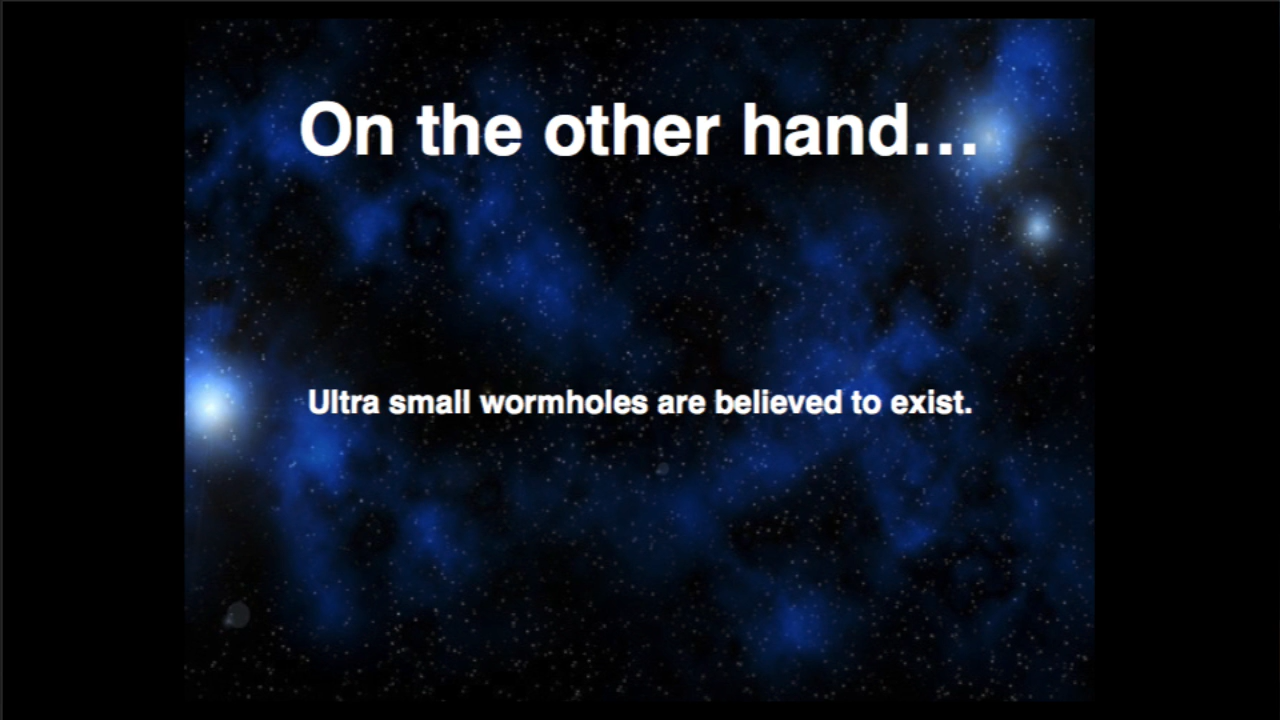 On the other hand…
Ultra small wormholes are believed to exist.